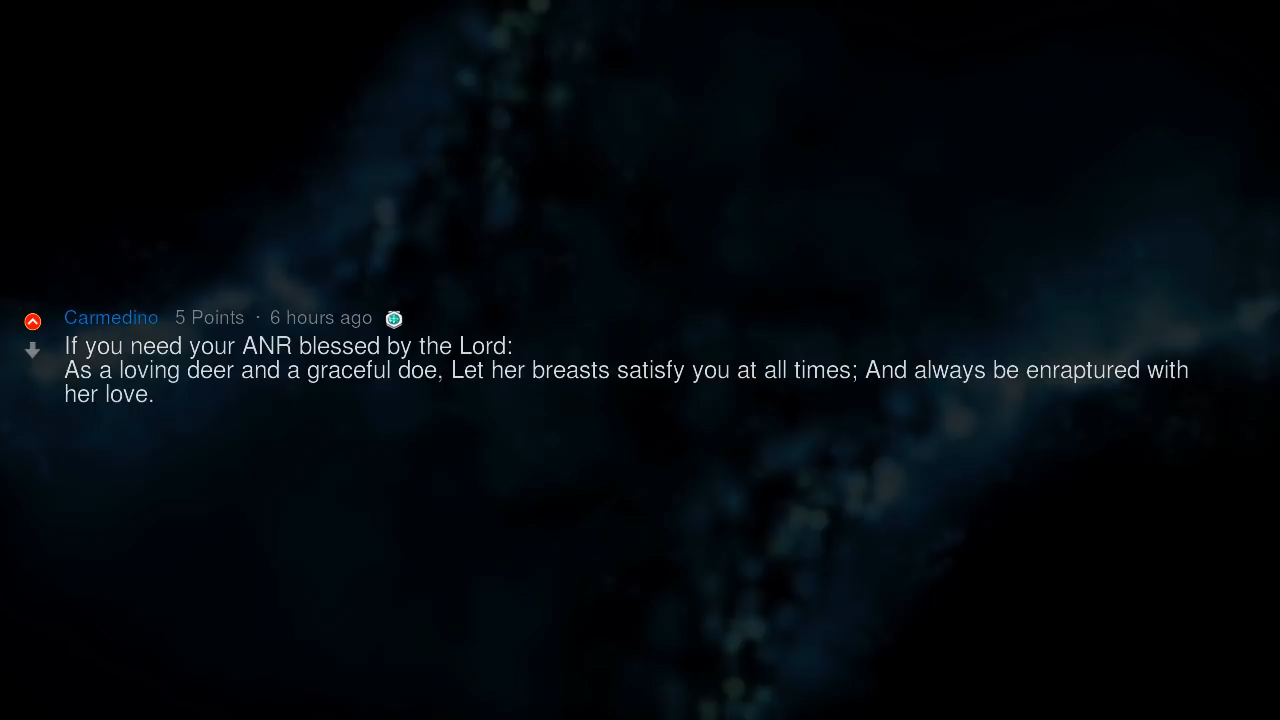 Carmedino 5 Points · 6 hours ago
If you need your ANR blessed by the Lord:
As a loving deer and a graceful doe, Let her breasts satisfy you at all times; And always be enraptured with
her love.